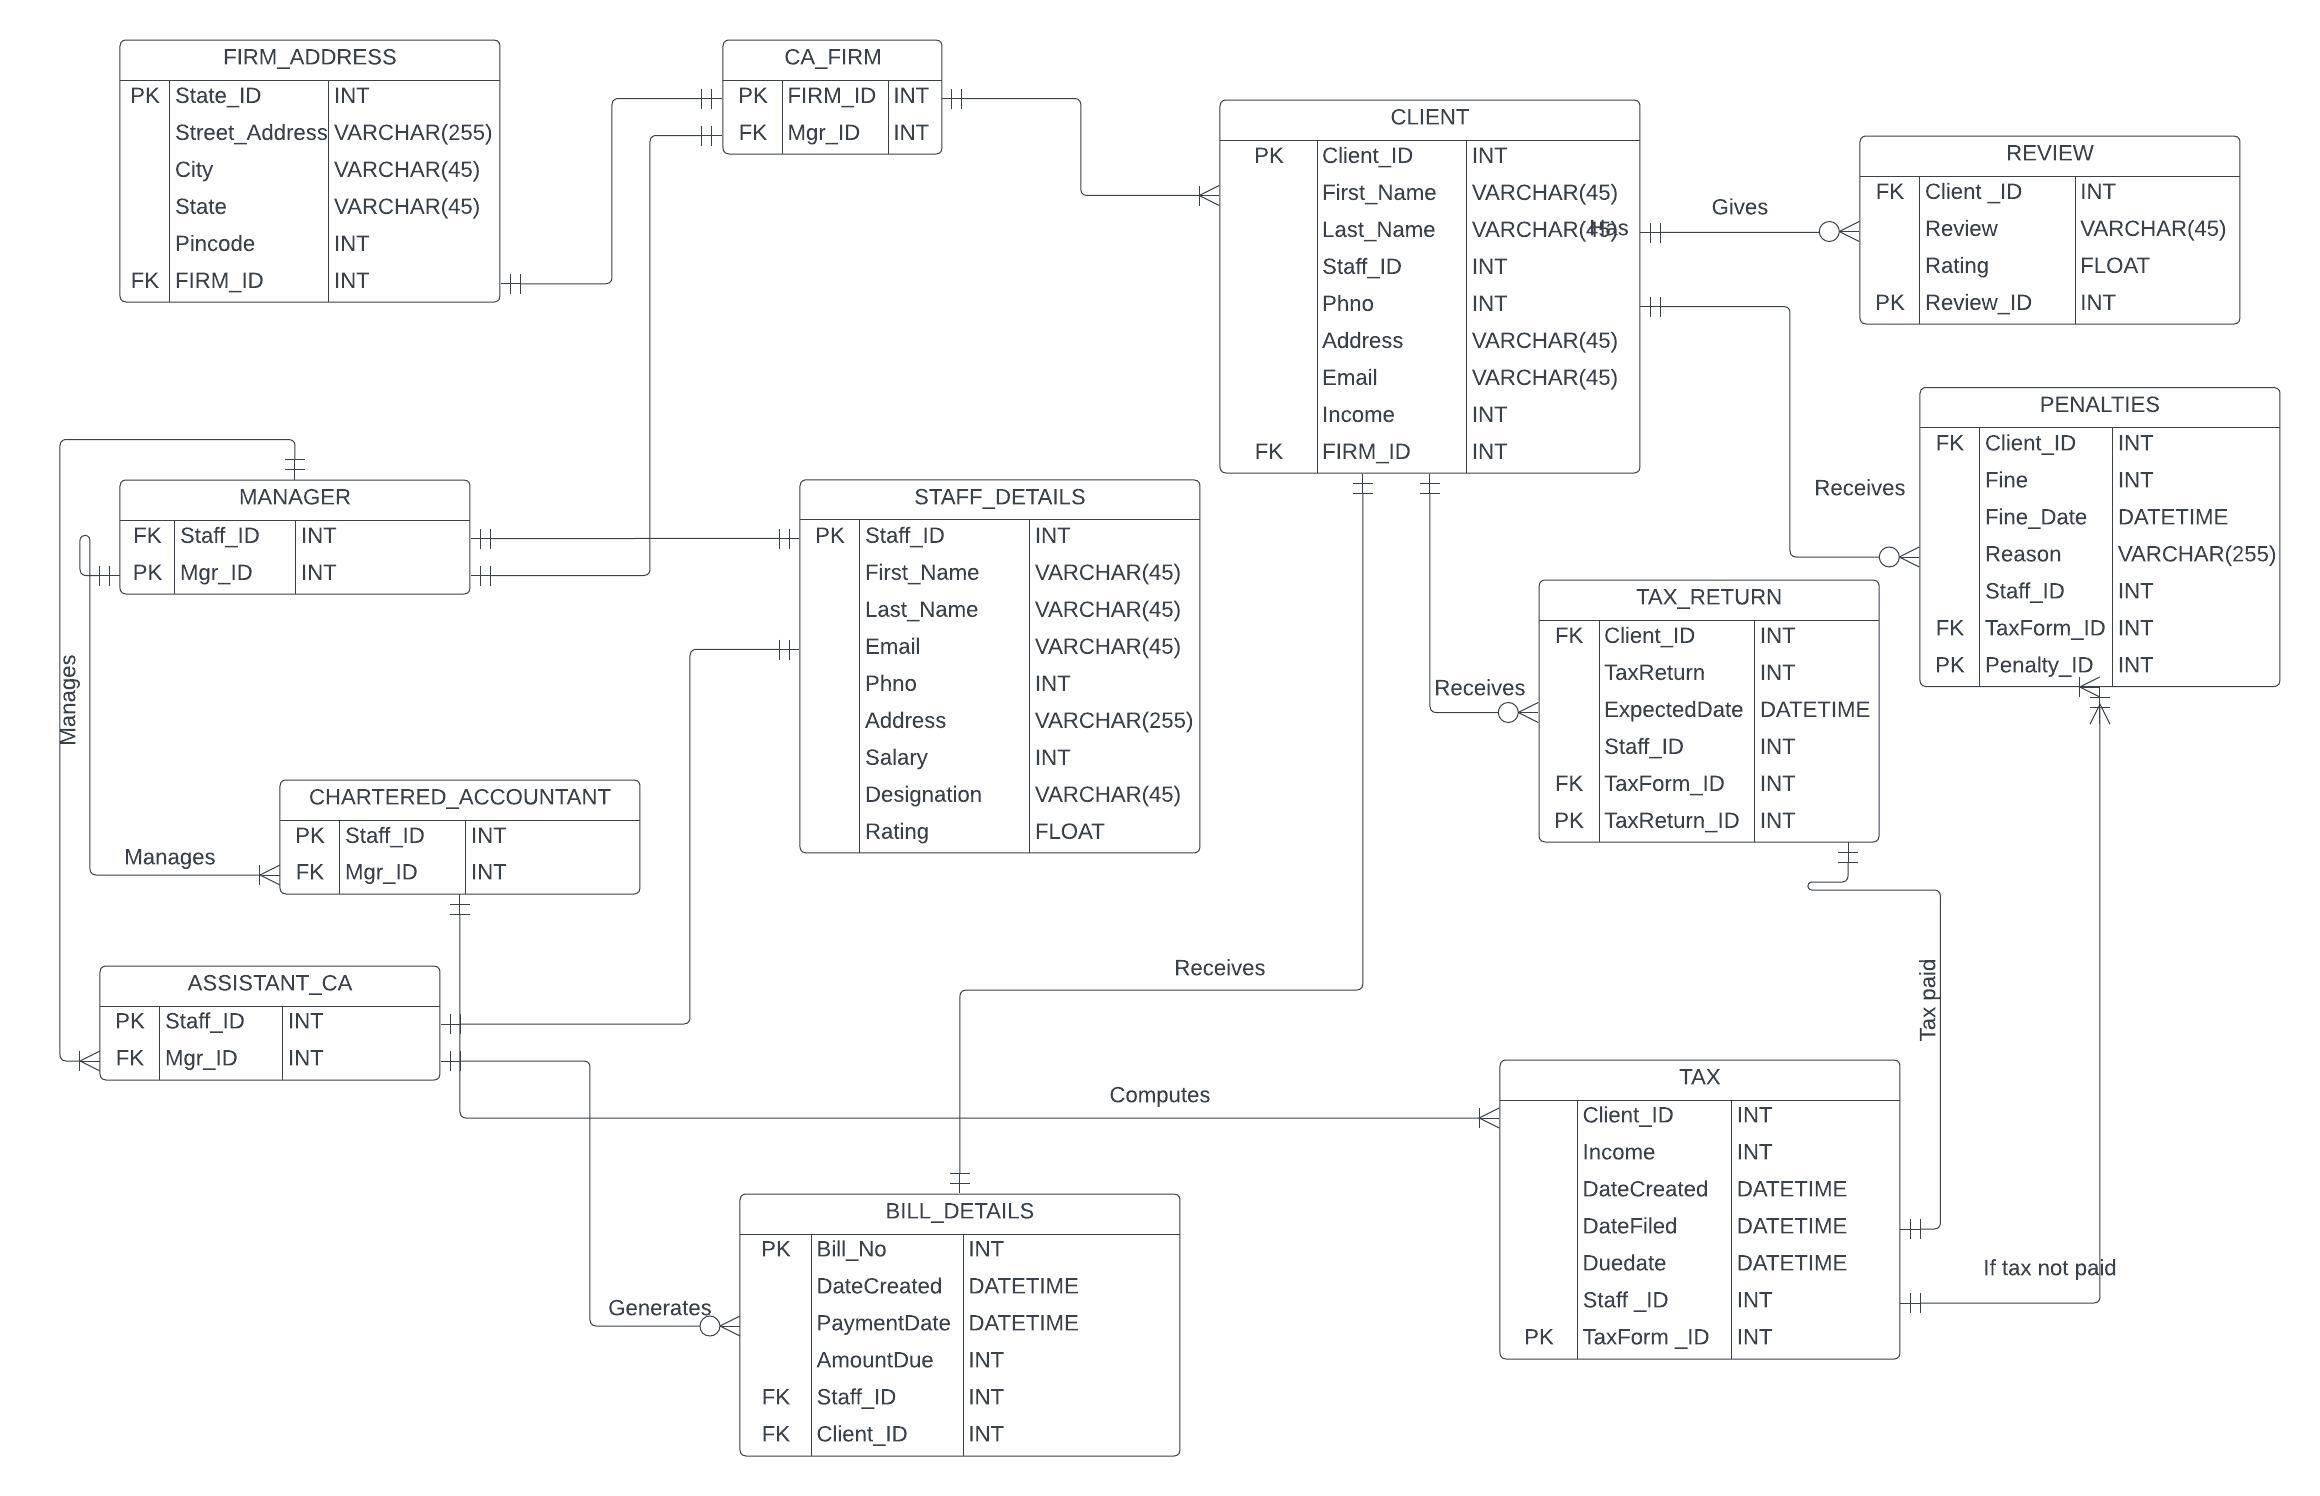 FIRM_ADDRESS
PK State_ID INT
Street_Address VARCHAR(255)
City VARCHAR(45)
State VARCHAR(45)
Pincode INT
FK FIRM_ID INT
CA_FIRM
PK FIRM_ID INT
FK Mgr_ID INT
CLIENT
PK Client_ID INT
First_Name VARCHAR(45)
Last_Name VARCHAR(45)
Staff_ID INT
Phno INT
Address VARCHAR(45)
Email VARCHAR(45)
Income INT
FK FIRM_ID INT
Has
Gives
REVIEW
FK Client _ID INT
Review VARCHAR(45)
Rating FLOAT
PK Review_ID INT
Receives
PENALTIES
FK Client_ID INT
Fine INT
Fine_Date DATETIME
Reason VARCHAR(255)
Staff_ID INT
FK TaxForm_ID INT
PK Penalty_ID INT
MANAGER
FK Staff_ID INT
PK Mgr_ID INT
STAFF_DETAILS
PK Staff_ID INT
First_Name VARCHAR(45)
Last_Name VARCHAR(45)
Email VARCHAR(45)
Phno INT
Address VARCHAR(255)
Salary INT
Designation VARCHAR(45)
Rating FLOAT
Receives
TAX_RETURN
FK Client_ID INT
TaxReturn INT
ExpectedDate DATETIME
Staff_ID INT
FK TaxForm_ID INT
PK TaxReturn_ID INT
Manages
Manages
CHARTERED_ACCOUNTANT
PK Staff_ID INT
FK Mgr_ID INT
ASSISTANT_CA
PK Staff_ID INT
FK Mgr_ID INT
Receives
Computes
Tax paid
If tax not paid
TAX
Client_ID INT
Income INT
DateCreated DATETIME
DateFiled DATETIME
Duedate DATETIME
Staff _ID INT
PK TaxForm _ID INT
Generates
BILL_DETAILS
PK Bill_No INT
DateCreated DATETIME
PaymentDate DATETIME
AmountDue INT
FK Staff_ID INT
FK Client_ID INT